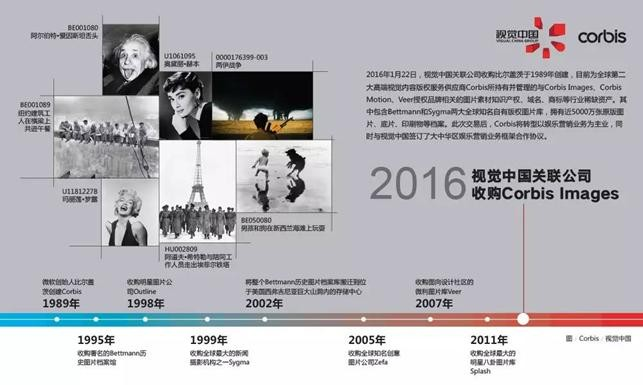 BE001080
阿尔伯特•爱因斯坦吐舌头
U1061095
奥黛丽•赫本
0000176399-003
两伊战争
视觉中国
VISUAL CHINA GROUP
corbis
2016年1月22日,视觉中国关联公司收购比尔盖茨于1989年创建,目前为全球第二
大高端视觉内容版权服务供应商Corbis所持有并管理的与Corbis Images、Corbis
Motion、Veer授权品牌相关的图片素材知识产权、域名、商标等行业稀缺资产。其
中包含Bettmann和Sygma两大全球知名自有版权图片库,拥有近5000万张原版图
片、底片、印刷物等档案。此次交易后,Corbis将转型以娱乐营销业务为主业,同
时与视觉中国签订了大中华区娱乐营销业务框架合作协议。
BE001089
纽约建筑工
人在横梁上
共进午餐
U1181227B
玛丽莲•梦露
BE050080
男孩和狗在新西兰海滩上玩耍
HU002809
阿道夫•希特勒与陪同工
作人员走出埃菲尔铁塔
2016 视觉中国关联公司
收购Corbis Images
微软创始人比尔盖
茨创建Corbis
1989年
收购明星图片公
司Outline
1998年
将整个Bettmann历史图片档案库搬迁到位
于美国西弗吉尼亚巨大山洞内的存储中心
2002年
收购面向设计社区的
微利图片库Veer
2007年
1995年
收购著名的Bettmann历
史图片档案馆
1999年
收购全球最大的新闻
摄影机构之一Sygma
2005年
收购全球知名创意
图片公司Zefa
2011年
收购全球最大的
明星八卦图片库
Splash
图/Corbis/视觉中国